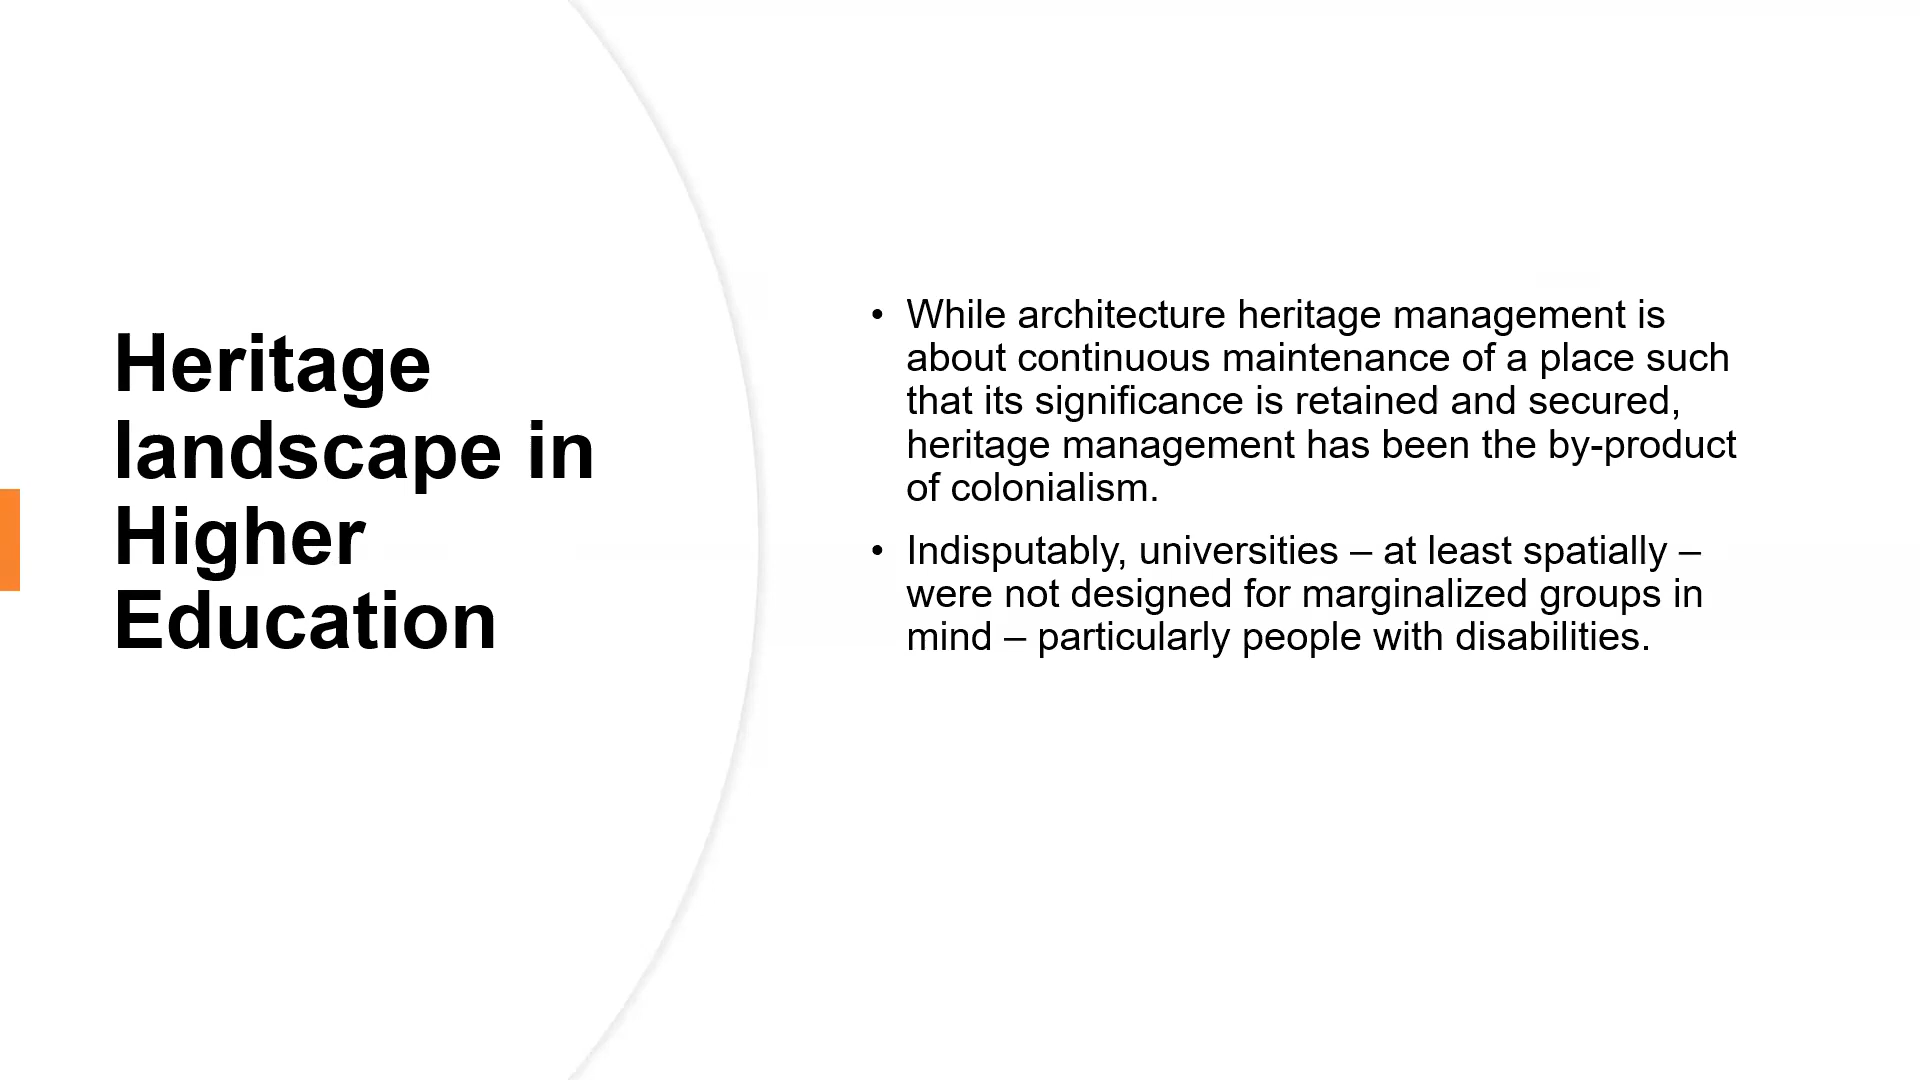 Heritage
landscape in
Higher
Education
• While architecture heritage management is
about continuous maintenance of a place such
that its significance is retained and secured,
heritage management has been the by-product
of colonialism.
• Indisputably, universities – at least spatially –
were not designed for marginalized groups in
mind – particularly people with disabilities.